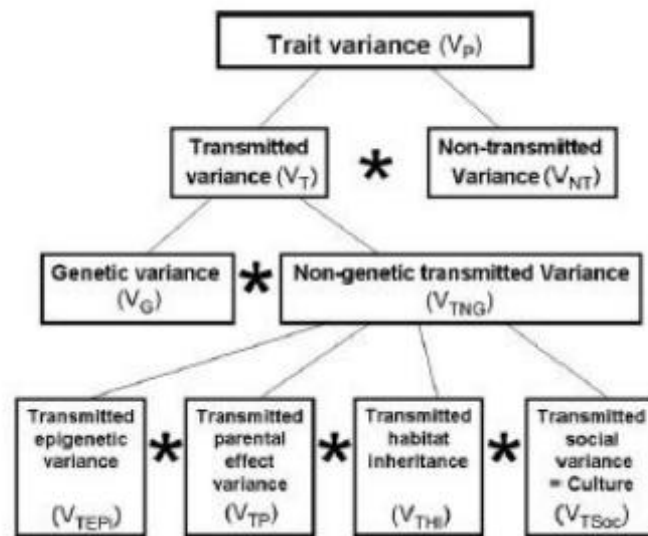 Trait variance (VP)
Transmitted
variance (VT)
*
Non-transmitted
Variance (VNT)
Genetic variance
(VG)
*
Non-genetic transmitted Variance
(VTNG)
Transmitted
epigenetic
variance
(VTEPi)
*
Transmitted
parental
effect
variance
(VTP)
*
Transmitted
habitat
inheritance
(VTHI)
*
Transmitted
social
variance
= Culture
(VTSoc)